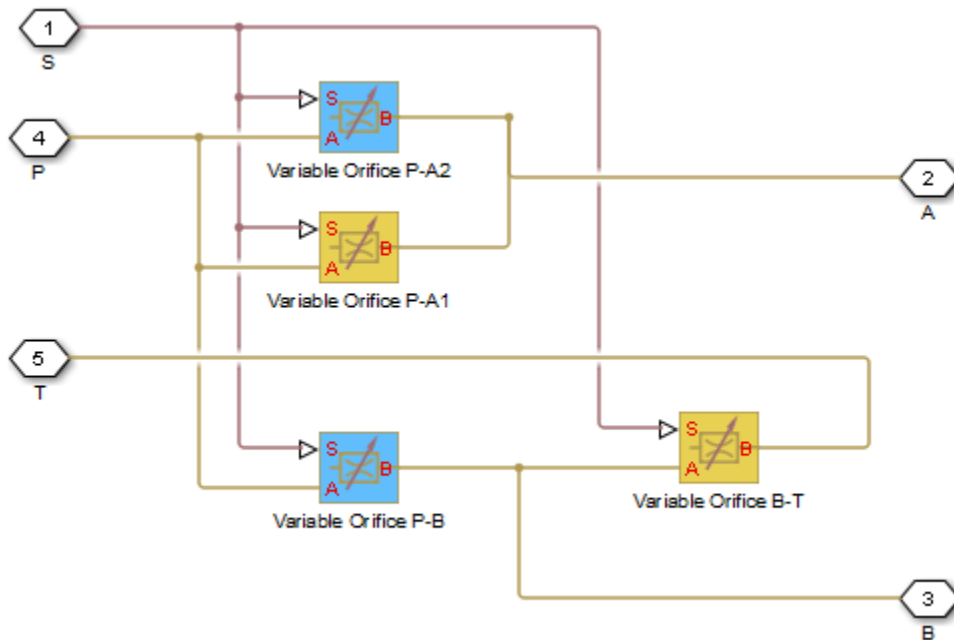 1
S
S
B
A
Variable Orifice P-A2
4
P
2
A
S
B
A
Variable Orifice P-A1
5
T
S
B
A
Variable Orifice P-B
S
B
A
Variable Orifice B-T
3
B